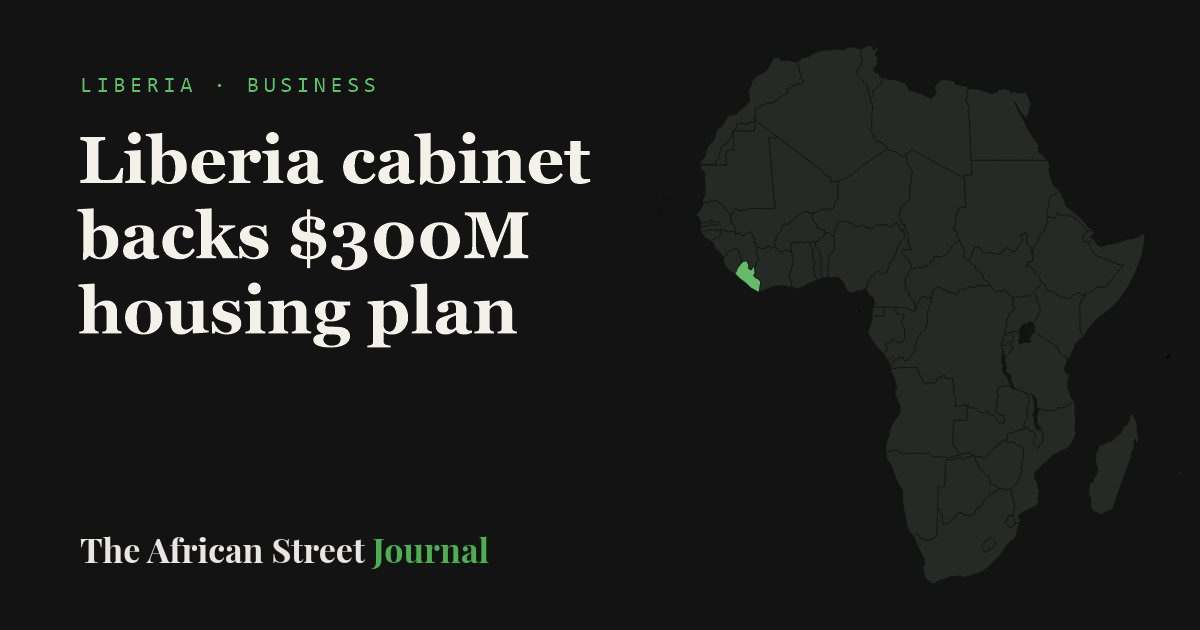 LIBERIA · BUSINESS
Liberia cabinet
backs $300M
housing plan
The African Street Journal